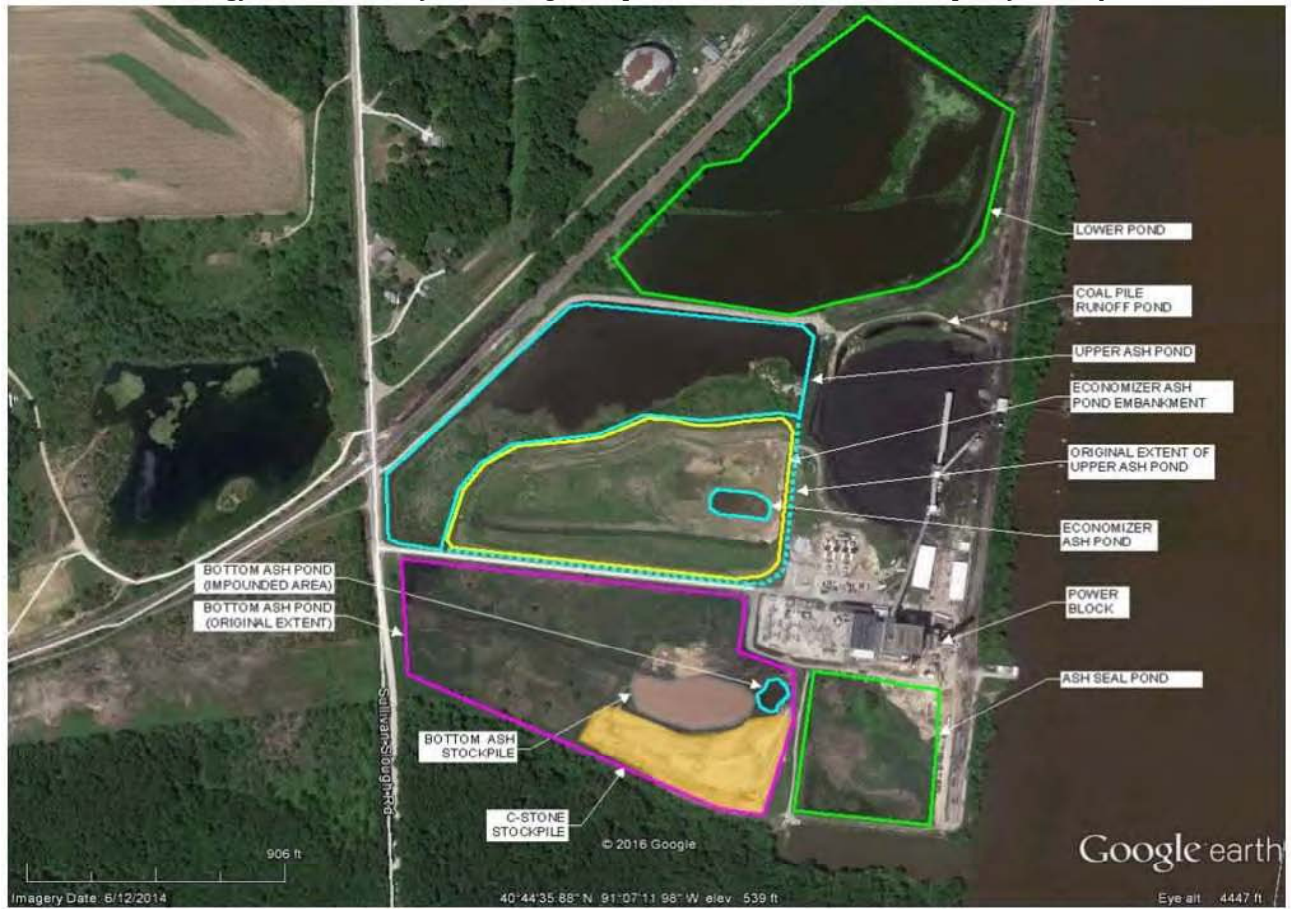 LOWER POND
COAL PILE
RUNOFF POND
UPPER ASH POND
ECONOMIZER ASH
POND EMBANKMENT
ORIGINAL EXTENT OF
UPPER ASH POND
ECONOMIZER
ASH POND
BOTTOM ASH POND
(IMPOUNDED AREA)
BOTTOM ASH POND
(ORIGINAL EXTENT)
POWER
BLOCK
ASH SEAL POND
Sullivan-Slough-Rd
BOTTOM ASH
STOCKPILE
C-STONE
STOCKPILE
906 ft
© 2016 Google
Google earth
Imagery Date: 6/12/2014
40°44'35.88" N 91°07'11.98" W elev 539 ft
Eye alt 4447 ft